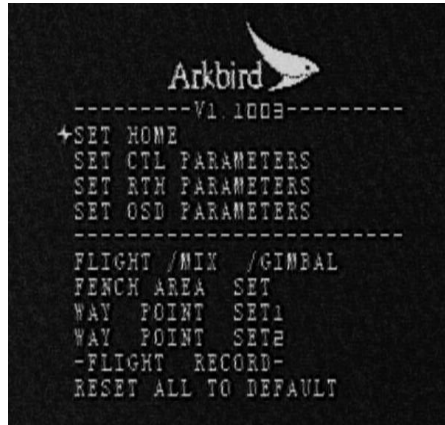 Arkbird
---------V1.1003---------
SET HOME
SET CTL PARAMETERS
SET RTH PARAMETERS
SET OSD PARAMETERS
-------------------------
FLIGHT /MIX /GIMBAL
FENCH AREA SET
WAY POINT SET1
WAY POINT SET2
-FLIGHT RECORD-
RESET ALL TO DEFAULT